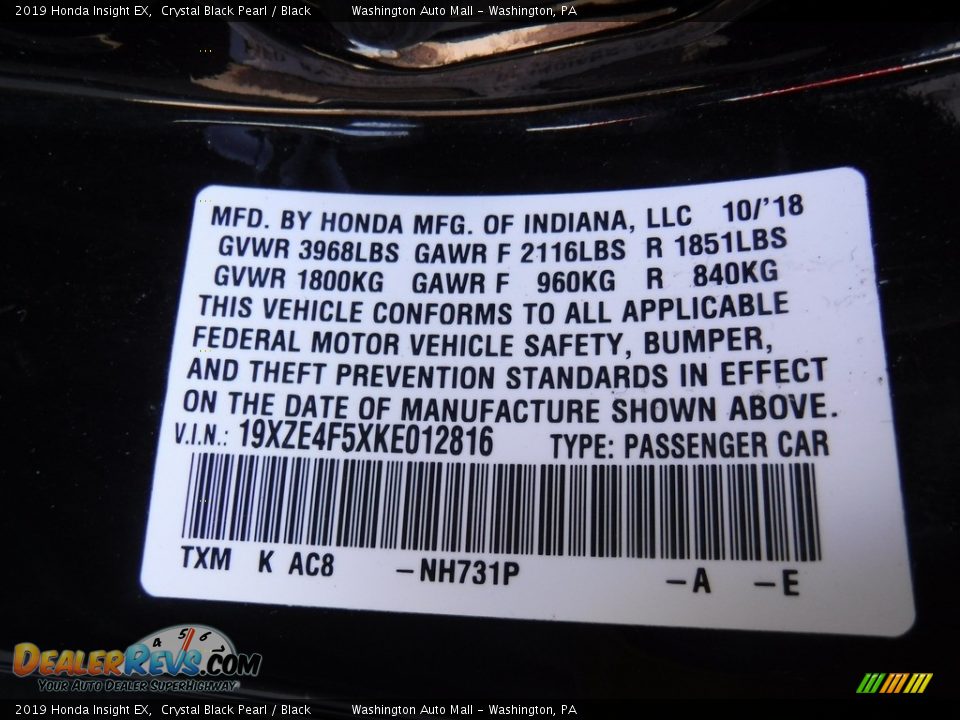 2019 Honda Insight EX, Crystal Black Pearl / Black Washington Auto Mall - Washington, PA
MFD. BY HONDA MFG. OF INDIANA, LLC 10/'18
GVWR 3968LBS GAWR F 2116LBS R 1851LBS
GVWR 1800KG GAWR F 960KG R 840KG
THIS VEHICLE CONFORMS TO ALL APPLICABLE
FEDERAL MOTOR VEHICLE SAFETY, BUMPER,
AND THEFT PREVENTION STANDARDS IN EFFECT
ON THE DATE OF MANUFACTURE SHOWN ABOVE.
V.I.N.: 19XZE4F5XKE012816 TYPE: PASSENGER CAR
TXM K AC8 -NH731P -A -E
4 5 6
DEALERREVS.COM
YOUR AUTO DEALER SUPERHIGHWAY
2019 Honda Insight EX, Crystal Black Pearl / Black Washington Auto Mall - Washington, PA